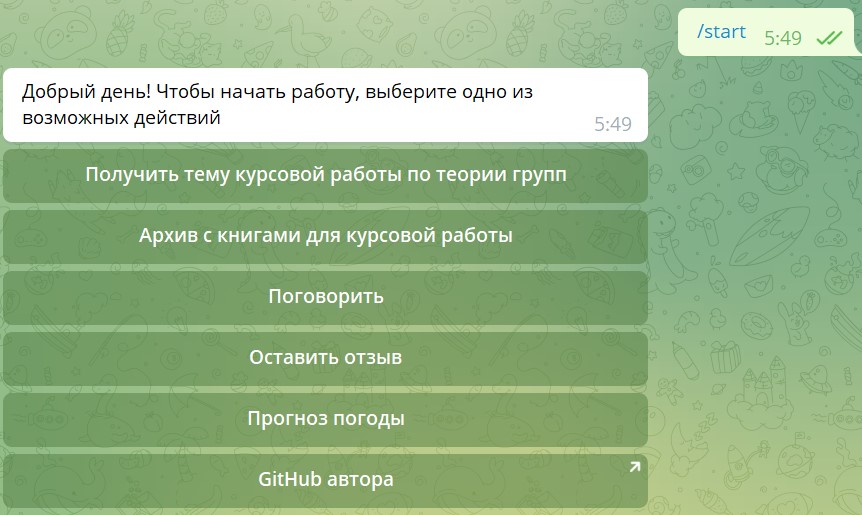 /start 5:49
Добрый день! Чтобы начать работу, выберите одно из
возможных действий
5:49
Получить тему курсовой работы по теории групп
Архив с книгами для курсовой работы
Поговорить
Оставить отзыв
Прогноз погоды
GitHub автора